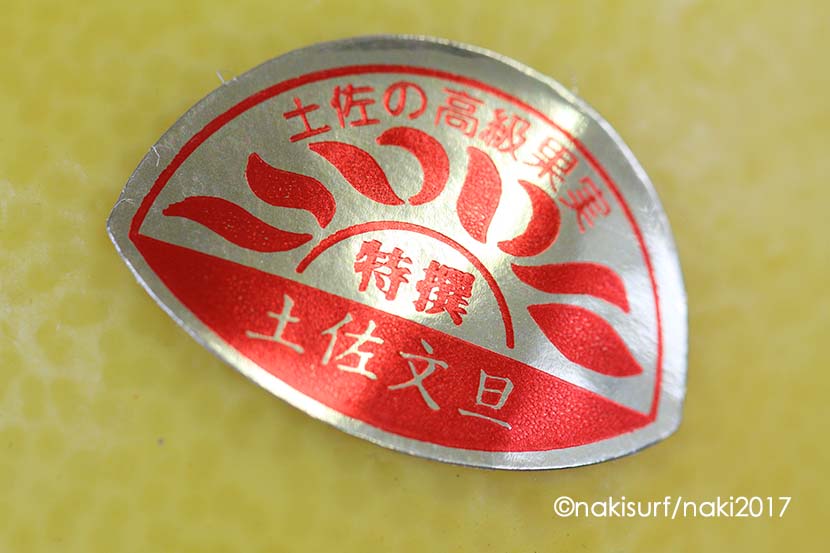 土佐の高級果実
特撰
土佐文旦
©nakisurf/naki2017